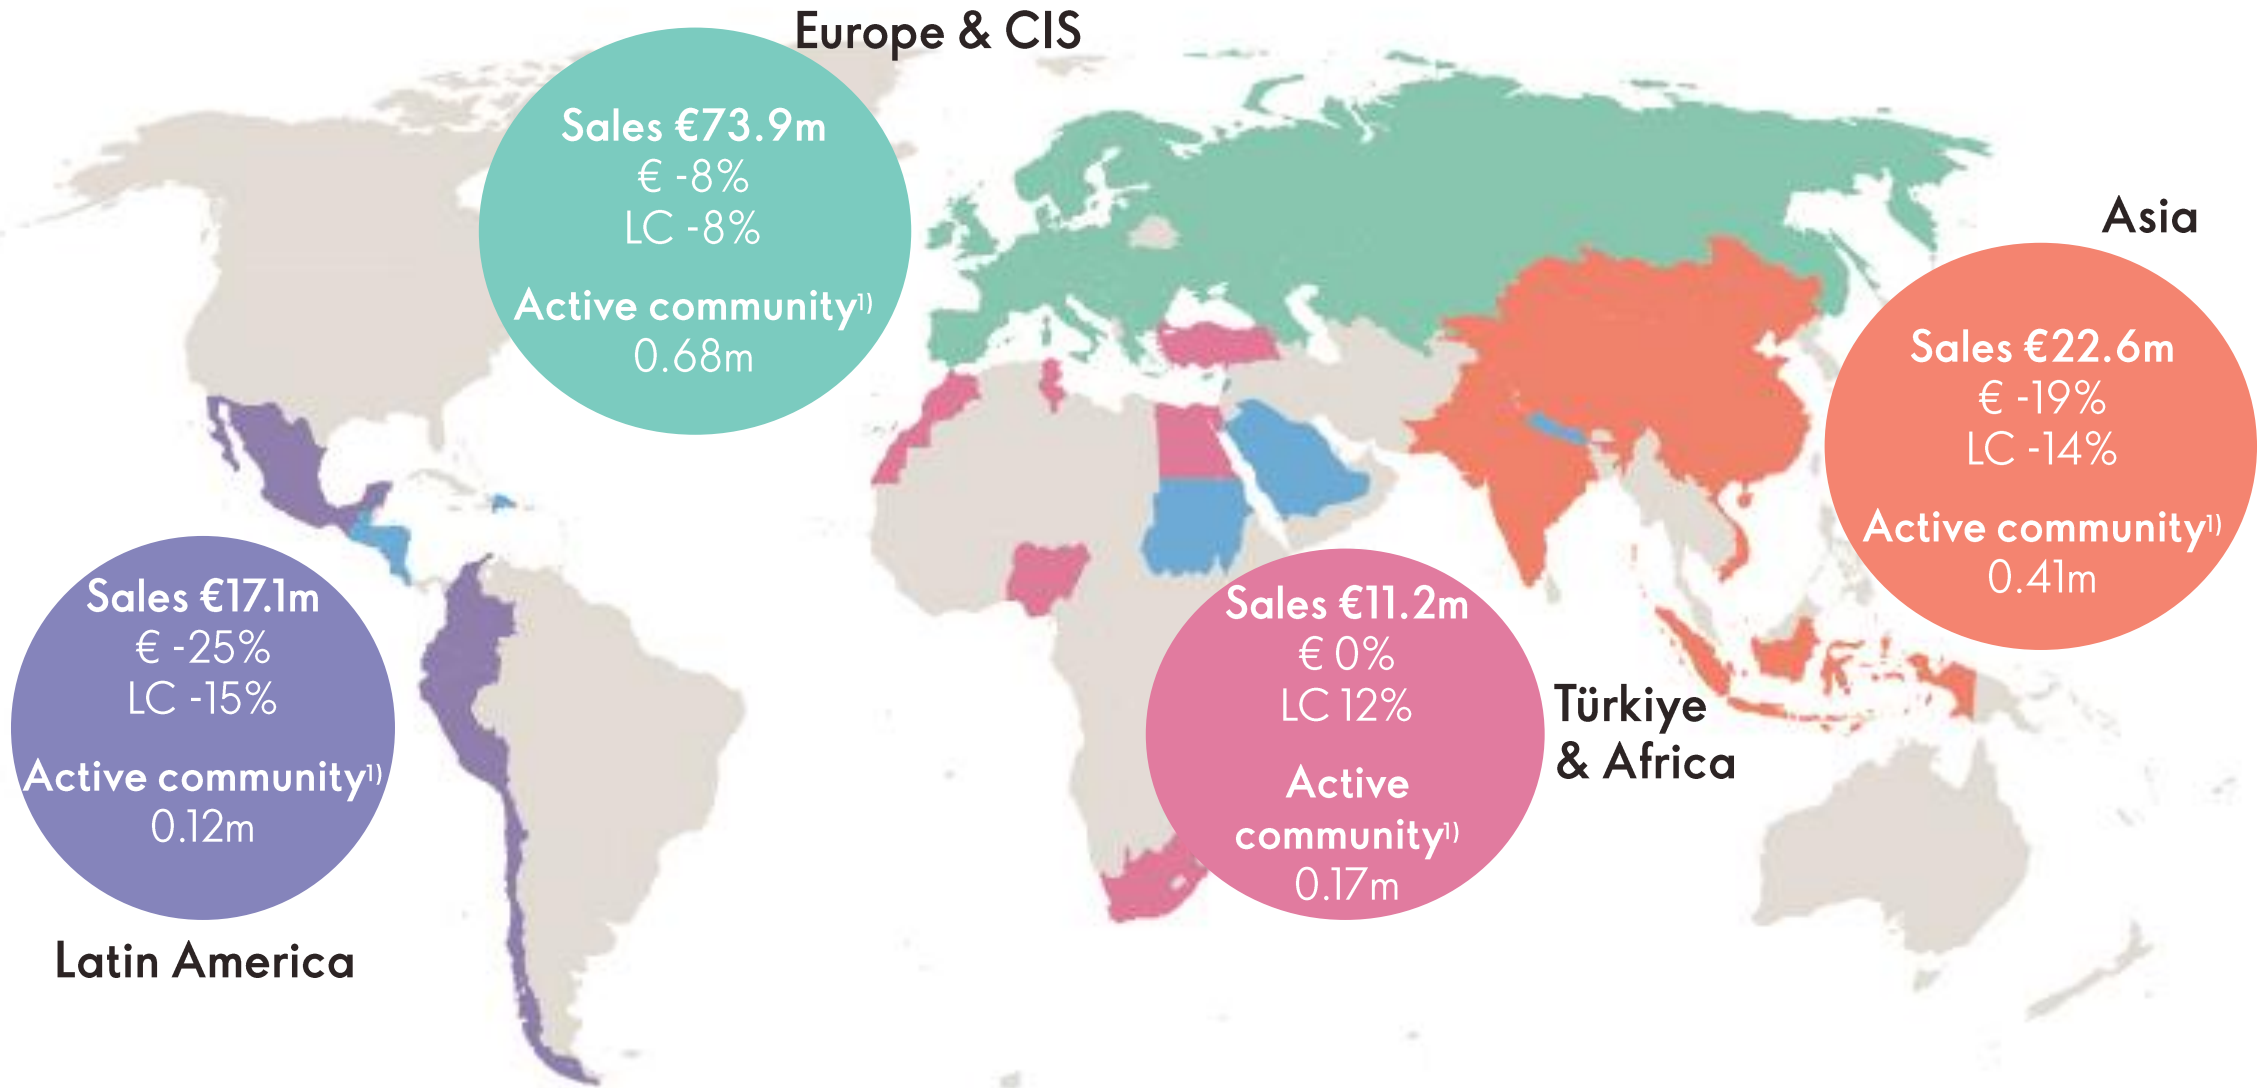 Europe & CIS
Sales €73.9m
€ -8%
LC -8%
Active community¹⁾
0.68m
Asia
Sales €22.6m
€ -19%
LC -14%
Active community¹⁾
0.41m
Sales €17.1m
€ -25%
LC -15%
Active community¹⁾
0.12m
Latin America
Sales €11.2m
€ 0%
LC 12%
Active
community¹⁾
0.17m
Türkiye
& Africa